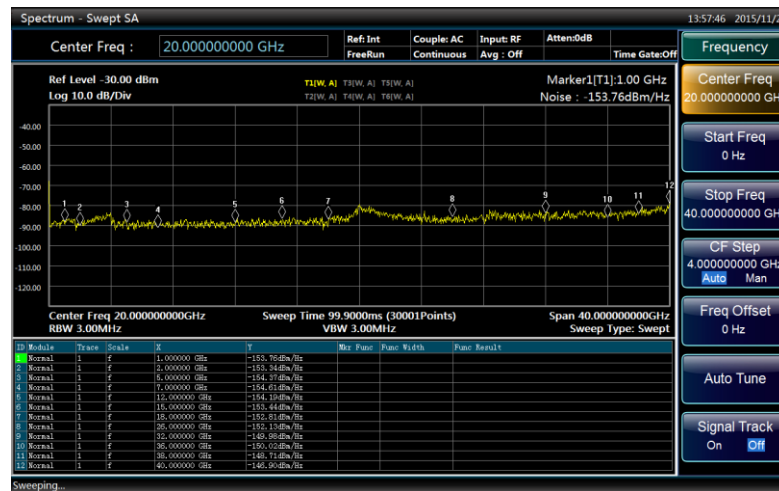 Spectrum - Swept SA
13:57:46 2015/11/2
Center Freq : 20.000000000 GHz
Ref: Int Couple: AC Input: RF Atten:0dB
FreeRun Continuous Avg : Off Time Gate:Off
Frequency
Ref Level -30.00 dBm
Log 10.0 dB/Div
T1[W, A] T3[W, A] T5[W, A]
T2[W, A] T4[W, A] T6[W, A]
Marker1[T1]:1.00 GHz
Noise : -153.76dBm/Hz
-40.00
-50.00
-60.00
-70.00
-80.00
-90.00
-100.00
-110.00
-120.00
1 2 3 4 5 6 7 8 9 10 11 12
Center Freq 20.000000000GHz Sweep Time 99.9000ms (30001Points) Span 40.000000000GHz
RBW 3.00MHz VBW 3.00MHz Sweep Type: Swept
ID Module Trace Scale X Y Mkr Func Func Width Func Result
1 Normal 1 f 1.000000 GHz -153.76dBm/Hz
2 Normal 1 f 2.000000 GHz -153.34dBm/Hz
3 Normal 1 f 5.000000 GHz -154.37dBm/Hz
4 Normal 1 f 7.000000 GHz -154.61dBm/Hz
5 Normal 1 f 12.000000 GHz -154.19dBm/Hz
6 Normal 1 f 15.000000 GHz -153.44dBm/Hz
7 Normal 1 f 18.000000 GHz -152.81dBm/Hz
8 Normal 1 f 26.000000 GHz -152.13dBm/Hz
9 Normal 1 f 32.000000 GHz -149.98dBm/Hz
10 Normal 1 f 36.000000 GHz -150.02dBm/Hz
11 Normal 1 f 38.000000 GHz -148.71dBm/Hz
12 Normal 1 f 40.000000 GHz -146.90dBm/Hz
Center Freq
20.000000000 GH
Start Freq
0 Hz
Stop Freq
40.000000000 GH
CF Step
4.000000000 GHz
Auto Man
Freq Offset
0 Hz
Auto Tune
Signal Track
On Off
Sweeping...